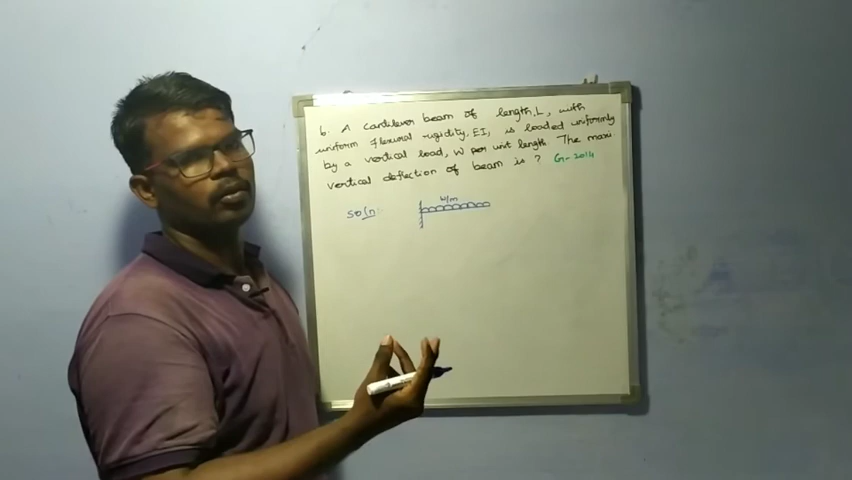 6. A cantilever beam of length, L, with
uniform flexural rigidity, EI, is loaded uniformly
by a vertical load, W per unit length The maxi
vertical deflection of beam is ? G-2014
soln:
W/m